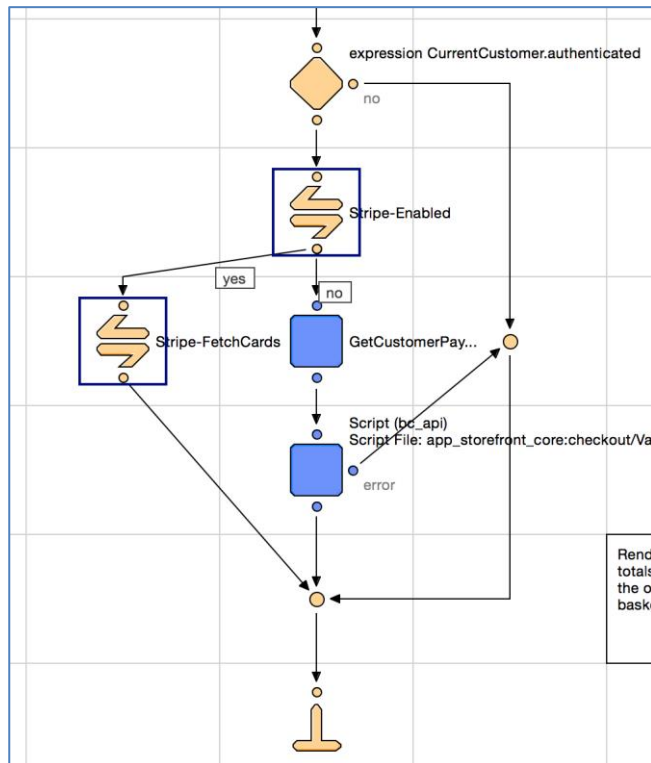 expression CurrentCustomer.authenticated
no
Stripe-Enabled
yes
no
Stripe-FetchCards
GetCustomerPay...
Script (bc_api)
Script File: app_storefront_core:checkout/Va
error
Rend
totals
the o
baske